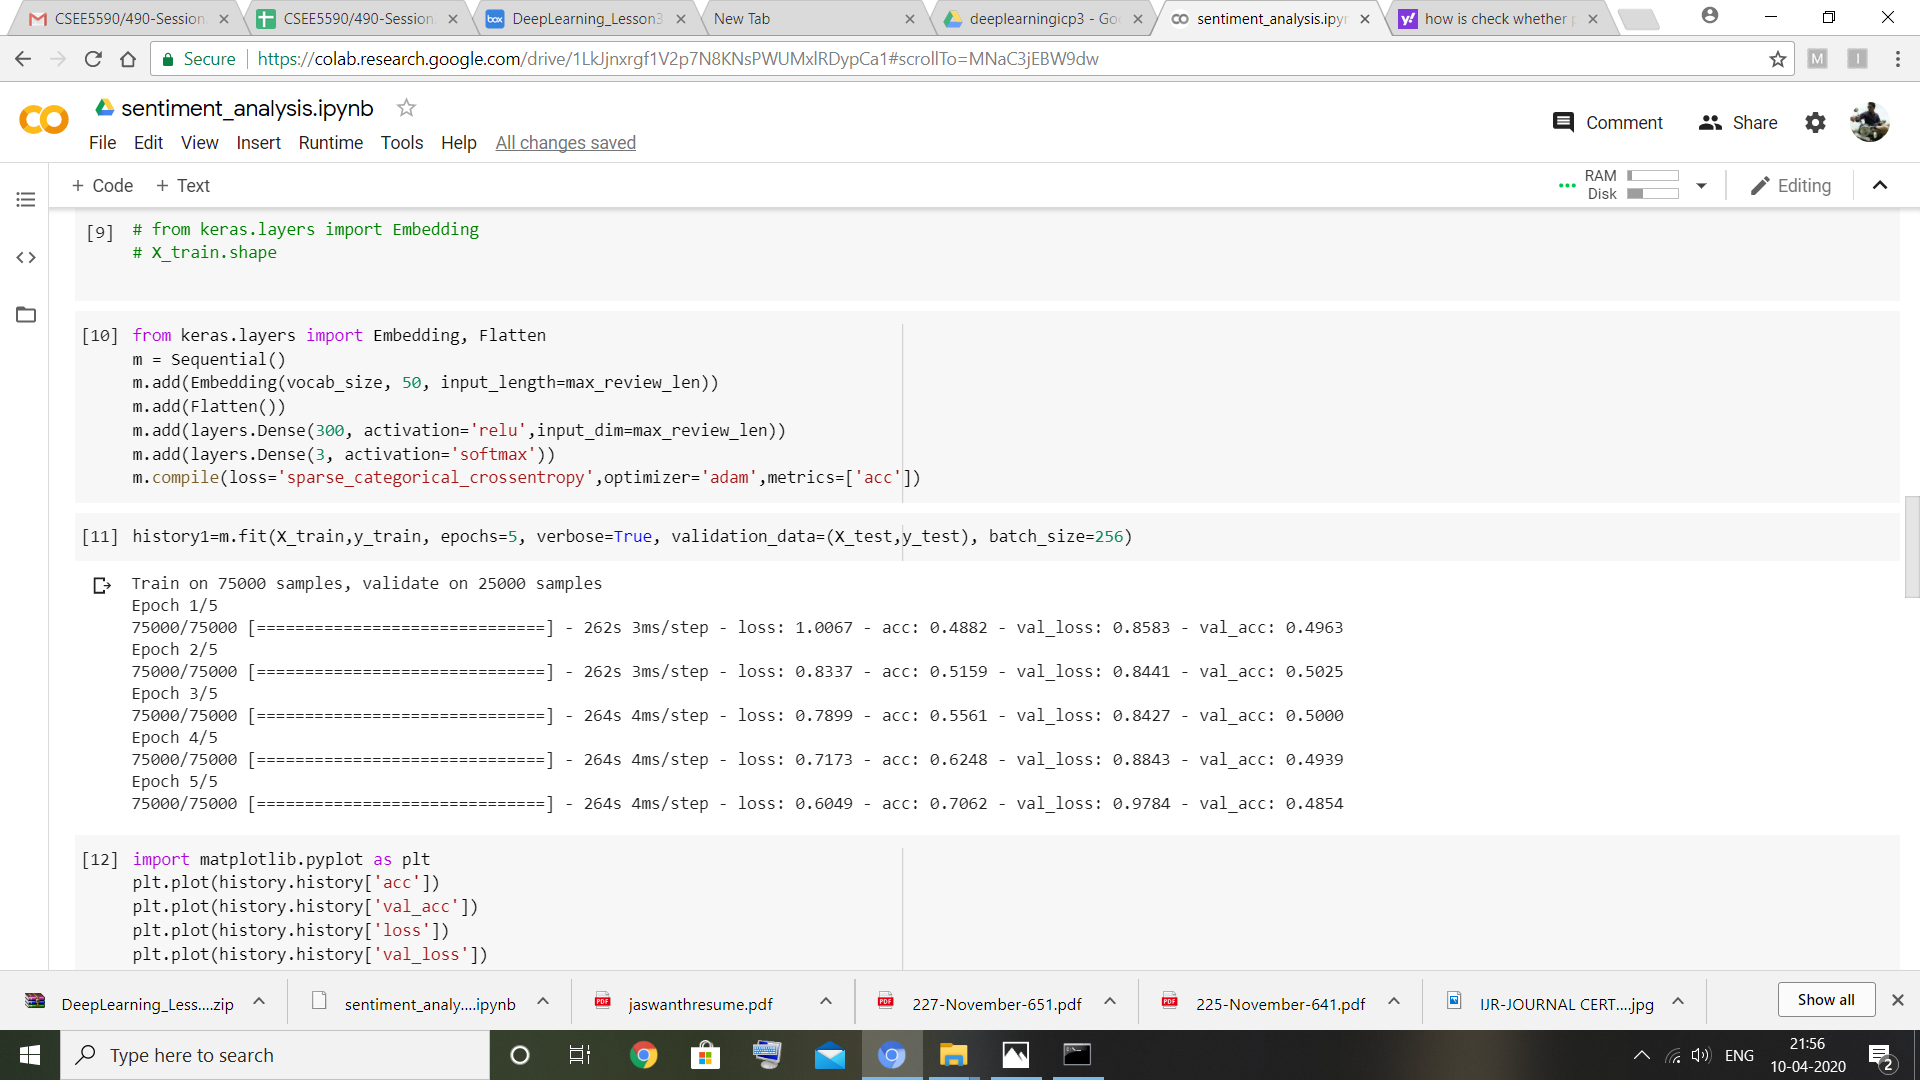 CSEE5590/490-Session
CSEE5590/490-Session
box DeepLearning_Lesson3
New Tab
deeplearningicp3 - Go
sentiment_analysis.ipyn
y! how is check whether
Secure https://colab.research.google.com/drive/1LkJjnxrgf1V2p7N8KNsPWUMxlRDypCa1#scrollTo=MNaC3jEBW9dw
M I
sentiment_analysis.ipynb
Comment Share
File Edit View Insert Runtime Tools Help All changes saved
+ Code + Text
RAM
Disk
Editing
[9] # from keras.layers import Embedding
# X_train.shape
[10] from keras.layers import Embedding, Flatten
m = Sequential()
m.add(Embedding(vocab_size, 50, input_length=max_review_len))
m.add(Flatten())
m.add(layers.Dense(300, activation='relu',input_dim=max_review_len))
m.add(layers.Dense(3, activation='softmax'))
m.compile(loss='sparse_categorical_crossentropy',optimizer='adam',metrics=['acc'])
[11] history1=m.fit(X_train,y_train, epochs=5, verbose=True, validation_data=(X_test,y_test), batch_size=256)
Train on 75000 samples, validate on 25000 samples
Epoch 1/5
75000/75000 [==============================] - 262s 3ms/step - loss: 1.0067 - acc: 0.4882 - val_loss: 0.8583 - val_acc: 0.4963
Epoch 2/5
75000/75000 [==============================] - 262s 3ms/step - loss: 0.8337 - acc: 0.5159 - val_loss: 0.8441 - val_acc: 0.5025
Epoch 3/5
75000/75000 [==============================] - 264s 4ms/step - loss: 0.7899 - acc: 0.5561 - val_loss: 0.8427 - val_acc: 0.5000
Epoch 4/5
75000/75000 [==============================] - 264s 4ms/step - loss: 0.7173 - acc: 0.6248 - val_loss: 0.8843 - val_acc: 0.4939
Epoch 5/5
75000/75000 [==============================] - 264s 4ms/step - loss: 0.6049 - acc: 0.7062 - val_loss: 0.9784 - val_acc: 0.4854
[12] import matplotlib.pyplot as plt
plt.plot(history.history['acc'])
plt.plot(history.history['val_acc'])
plt.plot(history.history['loss'])
plt.plot(history.history['val_loss'])
DeepLearning_Less....zip
sentiment_analy....ipynb
PDF jaswanthresume.pdf
PDF 227-November-651.pdf
PDF 225-November-641.pdf
IJR-JOURNAL CERT....jpg
Show all
Type here to search
ENG
21:56
10-04-2020
2